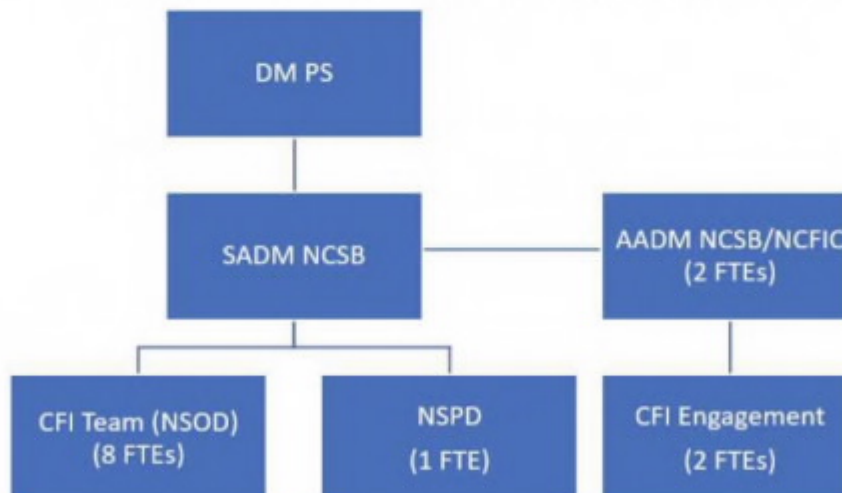 DM PS
SADM NCSB
AADM NCSB/NCFIC
(2 FTEs)
CFI Team (NSOD)
(8 FTEs)
NSPD
(1 FTE)
CFI Engagement
(2 FTEs)